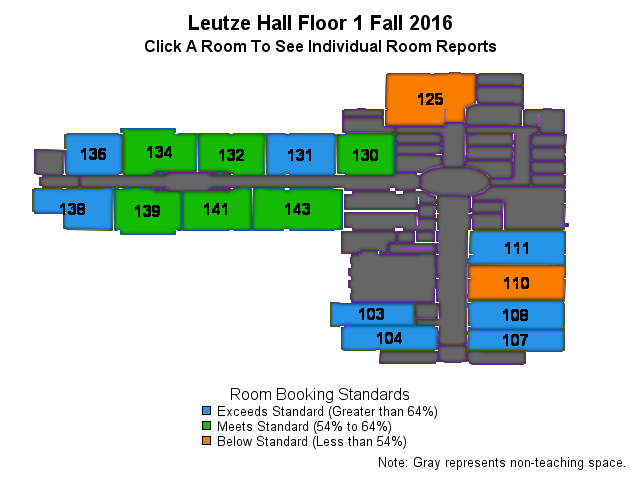 Leutze Hall Floor 1 Fall 2016
Click A Room To See Individual Room Reports
125
136 134 132 131 130
138 139 141 143
111
110
103 108
104 107
Room Booking Standards
Exceeds Standard (Greater than 64%)
Meets Standard (54% to 64%)
Below Standard (Less than 54%)
Note: Gray represents non-teaching space.